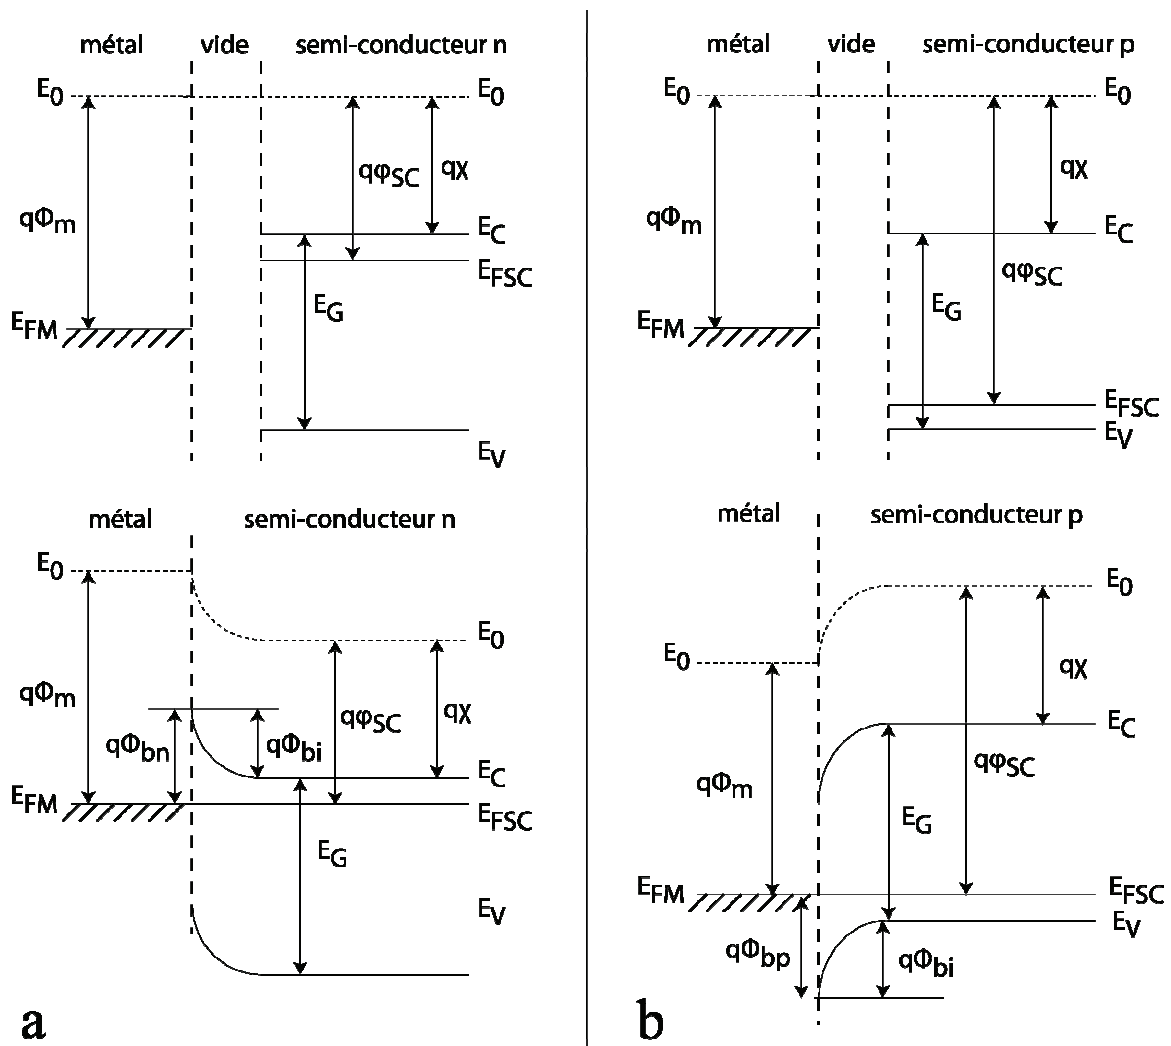 métal vide semi-conducteur n
E0 E0
qφSC qχ
qΦm
EC
EFSC
EG
EFM
EV
métal semi-conducteur n
E0
E0
qΦm qφSC qχ
qΦbn qΦbi
EC
EFM EFSC
EG
EV
a
métal vide semi-conducteur p
E0 E0
qχ
qΦm EC
qφSC
EG
EFM
EFSC
EV
métal semi-conducteur p
E0
E0
qχ
EC
qφSC
qΦm
EG
EFM EFSC
EV
qΦbp qΦbi
b